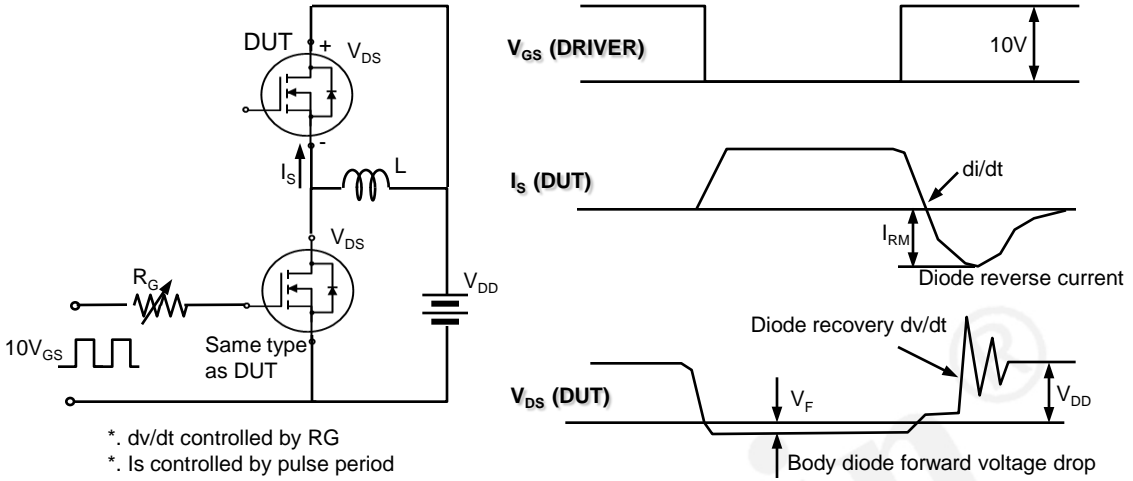 DUT
+
V_DS
-
I_S
L
V_DS
R_G
V_DD
10V_GS
Same type
as DUT
*. dv/dt controlled by RG
*. Is controlled by pulse period
V_GS (DRIVER)
10V
I_S (DUT)
di/dt
I_RM
Diode reverse current
Diode recovery dv/dt
V_DS (DUT)
V_F
V_DD
Body diode forward voltage drop